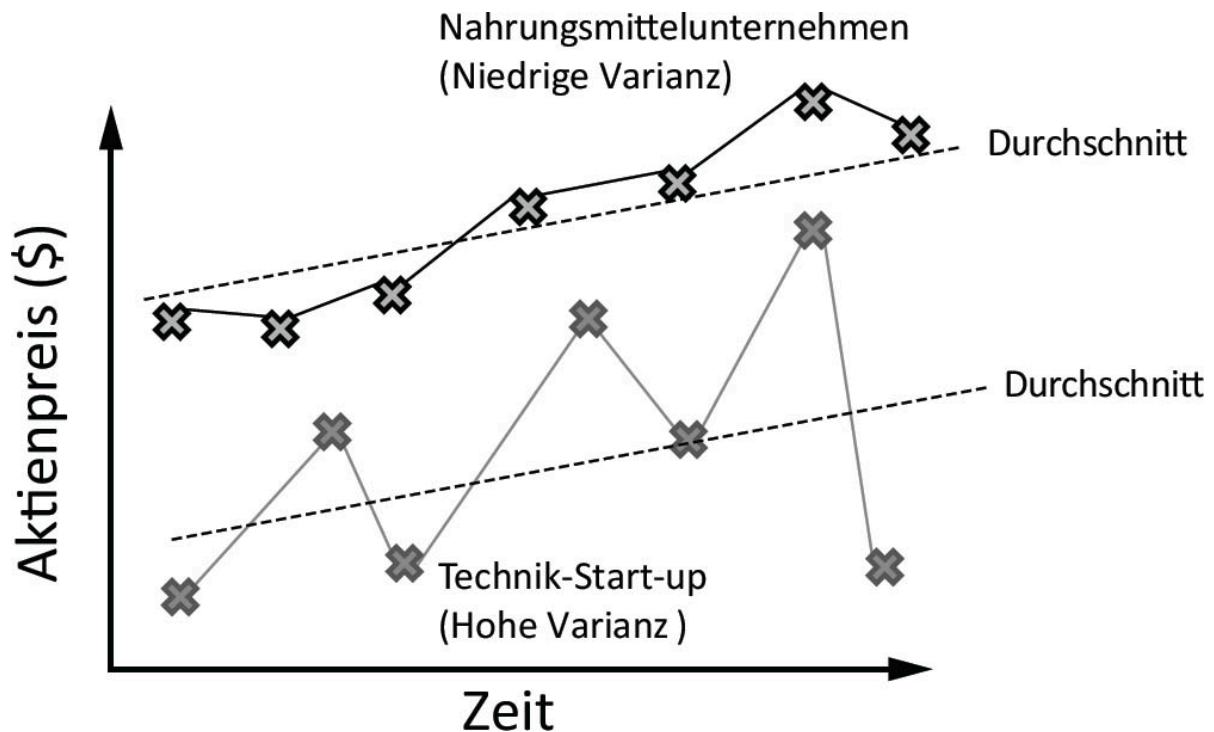 Nahrungsmittelunternehmen
(Niedrige Varianz)
Durchschnitt
Aktienpreis ($)
Durchschnitt
Technik-Start-up
(Hohe Varianz )
Zeit